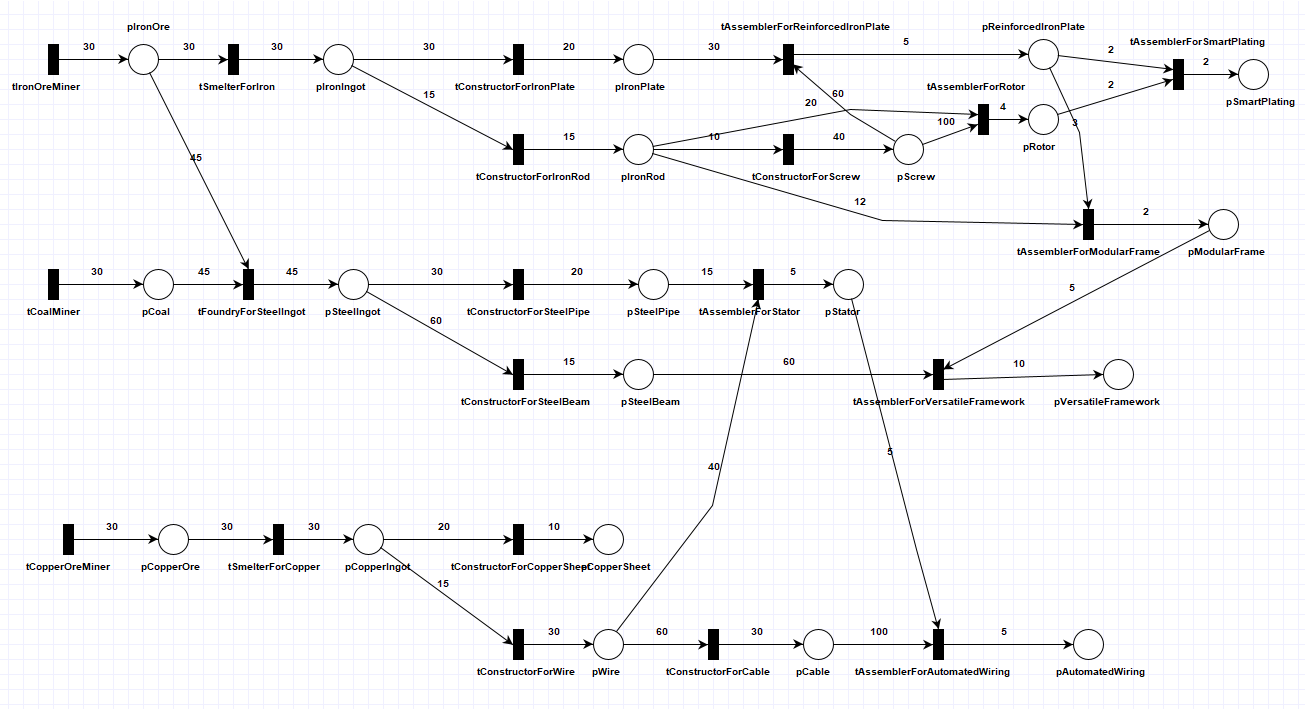 pIronOre
tAssemblerForReinforcedIronPlate
pReinforcedIronPlate
30
30
30
30
20
30
5
2
tAssemblerForSmartPlating
2
tIronOreMiner
tSmelterForIron
pIronIngot
tConstructorForIronPlate
pIronPlate
tAssemblerForRotor
2
pSmartPlating
15
60
20
4
100
3
15
10
40
pRotor
tConstructorForIronRod
pIronRod
tConstructorForScrew
pScrew
45
12
2
tAssemblerForModularFrame
pModularFrame
30
45
45
30
20
15
5
5
tCoalMiner
pCoal
tFoundryForSteelIngot
pSteelIngot
tConstructorForSteelPipe
pSteelPipe
tAssemblerForStator
pStator
60
15
60
10
tConstructorForSteelBeam
pSteelBeam
tAssemblerForVersatileFramework
pVersatileFramework
5
40
30
30
30
20
10
tCopperOreMiner
pCopperOre
tSmelterForCopper
pCopperIngot
tConstructorForCopperSheet
pCopperSheet
15
30
60
30
100
5
tConstructorForWire
pWire
tConstructorForCable
pCable
tAssemblerForAutomatedWiring
pAutomatedWiring